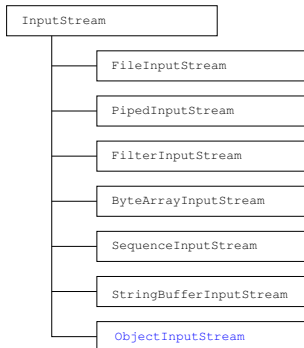 InputStream
FileInputStream
PipedInputStream
FilterInputStream
ByteArrayInputStream
SequenceInputStream
StringBufferInputStream
ObjectInputStream